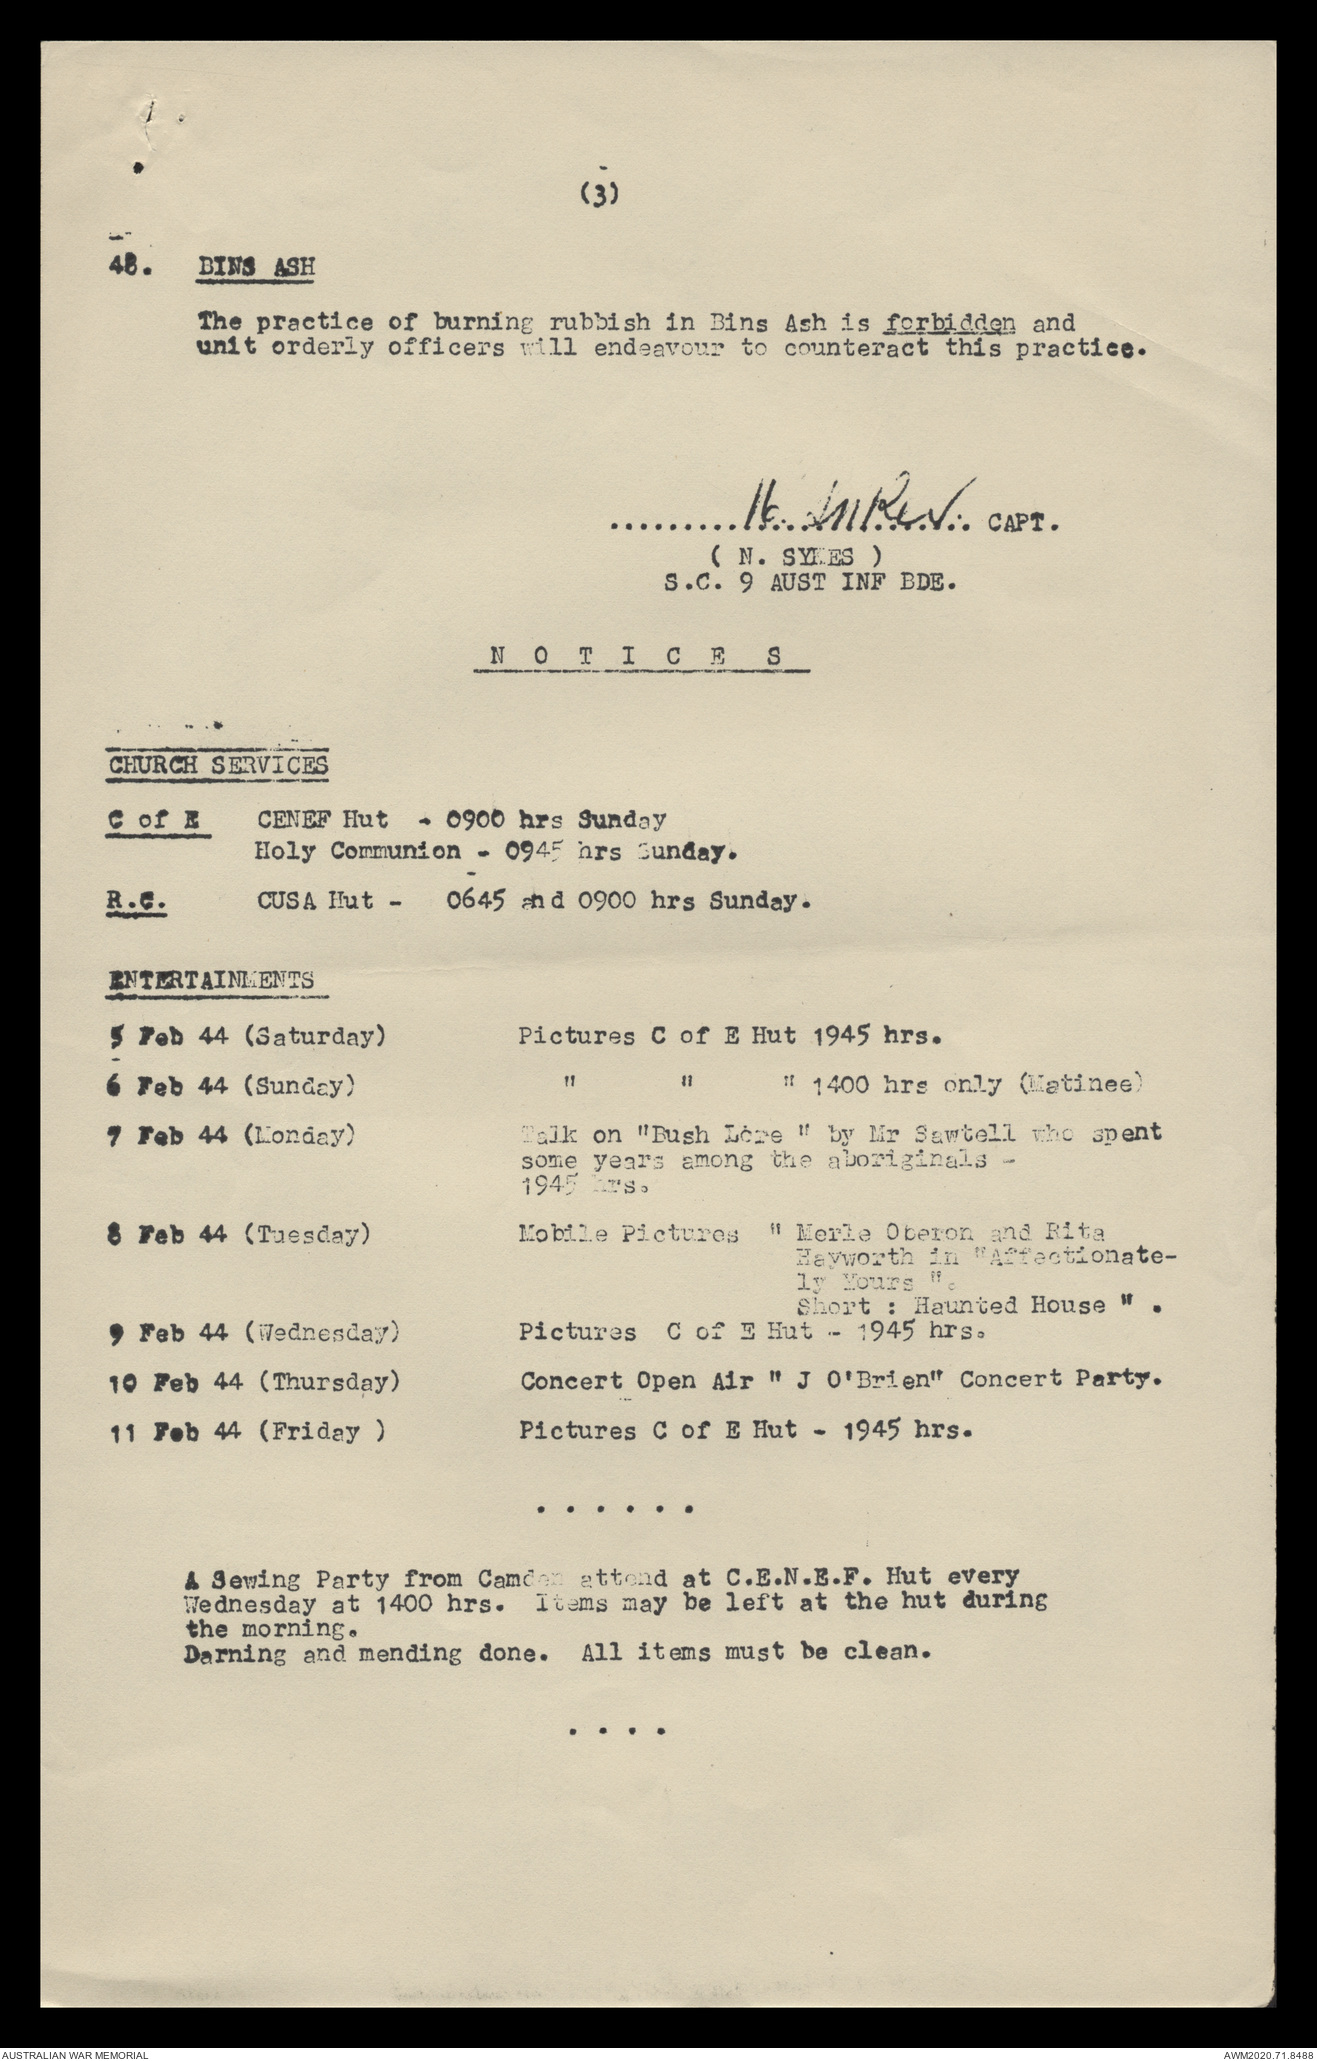 (3)
48. BINS ASH
The practice of burning rubbish in Bins Ash is forbidden and
unit orderly officers will endeavour to counteract this practice.
CAPT.
( N. SYKES )
S.C. 9 AUST INF BDE.
N O T I C E S
CHURCH SERVICES
C of E CENEF Hut - 0900 hrs Sunday
Holy Communion - 0945 hrs Sunday.
R.C. CUSA Hut - 0645 and 0900 hrs Sunday.
ENTERTAINMENTS
5 Feb 44 (Saturday) Pictures C of E Hut 1945 hrs.
6 Feb 44 (Sunday) " " " 1400 hrs only (Matinee)
7 Feb 44 (Monday) Talk on "Bush Lore " by Mr Sawtell who spent
some years among the aboriginals -
1945 hrs.
8 Feb 44 (Tuesday) Mobile Pictures " Merle Oberon and Rita
Hayworth in "Affectionate-
ly Yours ".
Short : Haunted House " .
9 Feb 44 (Wednesday) Pictures C of E Hut - 1945 hrs.
10 Feb 44 (Thursday) Concert Open Air " J O'Brien" Concert Party.
11 Feb 44 (Friday ) Pictures C of E Hut - 1945 hrs.
. . . . . .
A Sewing Party from Camden attend at C.E.N.E.F. Hut every
Wednesday at 1400 hrs. Items may be left at the hut during
the morning.
Darning and mending done. All items must be clean.
. . . .
AUSTRALIAN WAR MEMORIAL
AWM2020.71.8488